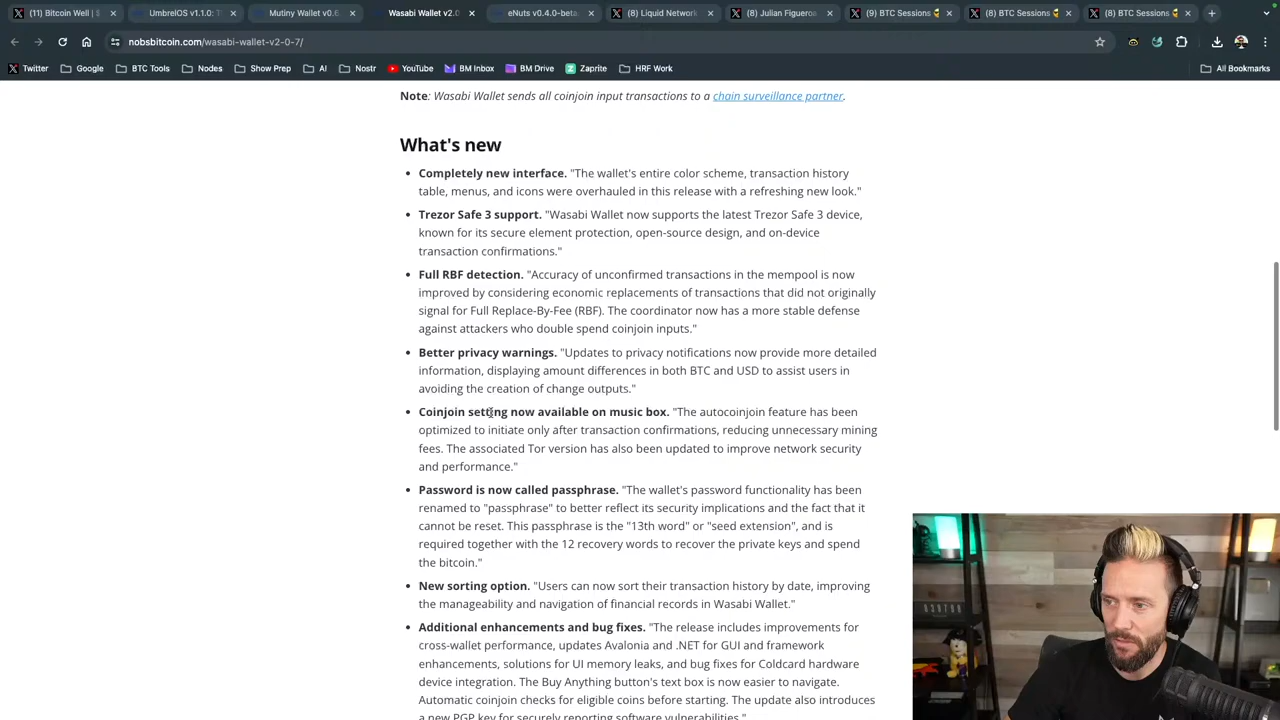 (11) Bitcoin Well |
UmbrelOS v1.1.0: T
Mutiny Wallet v0.6.
Wasabi Wallet v2.0
eNuts v0.4.0-beta
(8) Liquid Network
(8) Julian Figueroa
(9) BTC Sessions
(8) BTC Sessions
(8) BTC Sessions
nobsbitcoin.com/wasabi-wallet-v2-0-7/
Twitter
Google
BTC Tools
Nodes
Show Prep
AI
Nostr
YouTube
BM Inbox
BM Drive
Zaprite
HRF Work
All Bookmarks
Note: Wasabi Wallet sends all coinjoin input transactions to a chain surveillance partner.
What's new
Completely new interface. "The wallet's entire color scheme, transaction history
table, menus, and icons were overhauled in this release with a refreshing new look."
Trezor Safe 3 support. "Wasabi Wallet now supports the latest Trezor Safe 3 device,
known for its secure element protection, open-source design, and on-device
transaction confirmations."
Full RBF detection. "Accuracy of unconfirmed transactions in the mempool is now
improved by considering economic replacements of transactions that did not originally
signal for Full Replace-By-Fee (RBF). The coordinator now has a more stable defense
against attackers who double spend coinjoin inputs."
Better privacy warnings. "Updates to privacy notifications now provide more detailed
information, displaying amount differences in both BTC and USD to assist users in
avoiding the creation of change outputs."
Coinjoin setting now available on music box. "The autocoinjoin feature has been
optimized to initiate only after transaction confirmations, reducing unnecessary mining
fees. The associated Tor version has also been updated to improve network security
and performance."
Password is now called passphrase. "The wallet's password functionality has been
renamed to "passphrase" to better reflect its security implications and the fact that it
cannot be reset. This passphrase is the "13th word" or "seed extension", and is
required together with the 12 recovery words to recover the private keys and spend
the bitcoin."
New sorting option. "Users can now sort their transaction history by date, improving
the manageability and navigation of financial records in Wasabi Wallet."
Additional enhancements and bug fixes. "The release includes improvements for
cross-wallet performance, updates Avalonia and .NET for GUI and framework
enhancements, solutions for UI memory leaks, and bug fixes for Coldcard hardware
device integration. The Buy Anything button's text box is now easier to navigate.
Automatic coinjoin checks for eligible coins before starting. The update also introduces
a new PGP key for securely reporting software vulnerabilities."